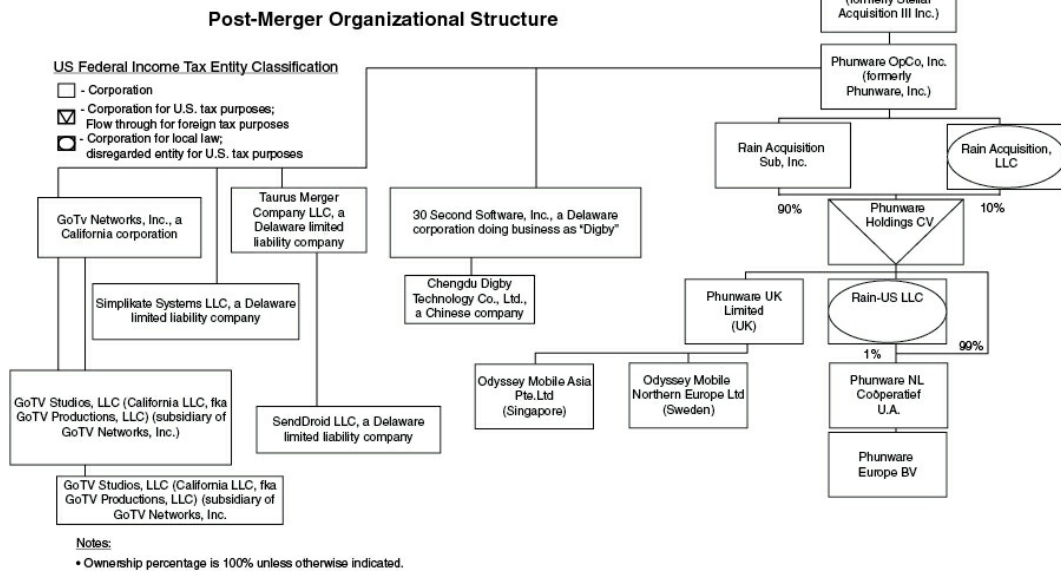 Post-Merger Organizational Structure
(formerly Stellar
Acquisition III Inc.)
US Federal Income Tax Entity Classification
- Corporation
- Corporation for U.S. tax purposes;
Flow through for foreign tax purposes
- Corporation for local law;
disregarded entity for U.S. tax purposes
Phunware OpCo, Inc.
(formerly
Phunware, Inc.)
Rain Acquisition
Sub, Inc.
Rain Acquisition,
LLC
90%
10%
Phunware
Holdings CV
GoTv Networks, Inc., a
California corporation
Taurus Merger
Company LLC, a
Delaware limited
liability company
30 Second Software, Inc., a Delaware
corporation doing business as "Digby"
Simplikate Systems LLC, a Delaware
limited liability company
Chengdu Digby
Technology Co., Ltd.,
a Chinese company
Phunware UK
Limited
(UK)
Rain-US LLC
1%
99%
Odyssey Mobile Asia
Pte.Ltd
(Singapore)
Odyssey Mobile
Northern Europe Ltd
(Sweden)
Phunware NL
Coöperatief
U.A.
Phunware
Europe BV
GoTV Studios, LLC (California LLC, fka
GoTV Productions, LLC) (subsidiary of
GoTV Networks, Inc.)
SendDroid LLC, a Delaware
limited liability company
GoTV Studios, LLC (California LLC, fka
GoTV Productions, LLC) (subsidiary of
GoTV Networks, Inc.
Notes:
• Ownership percentage is 100% unless otherwise indicated.